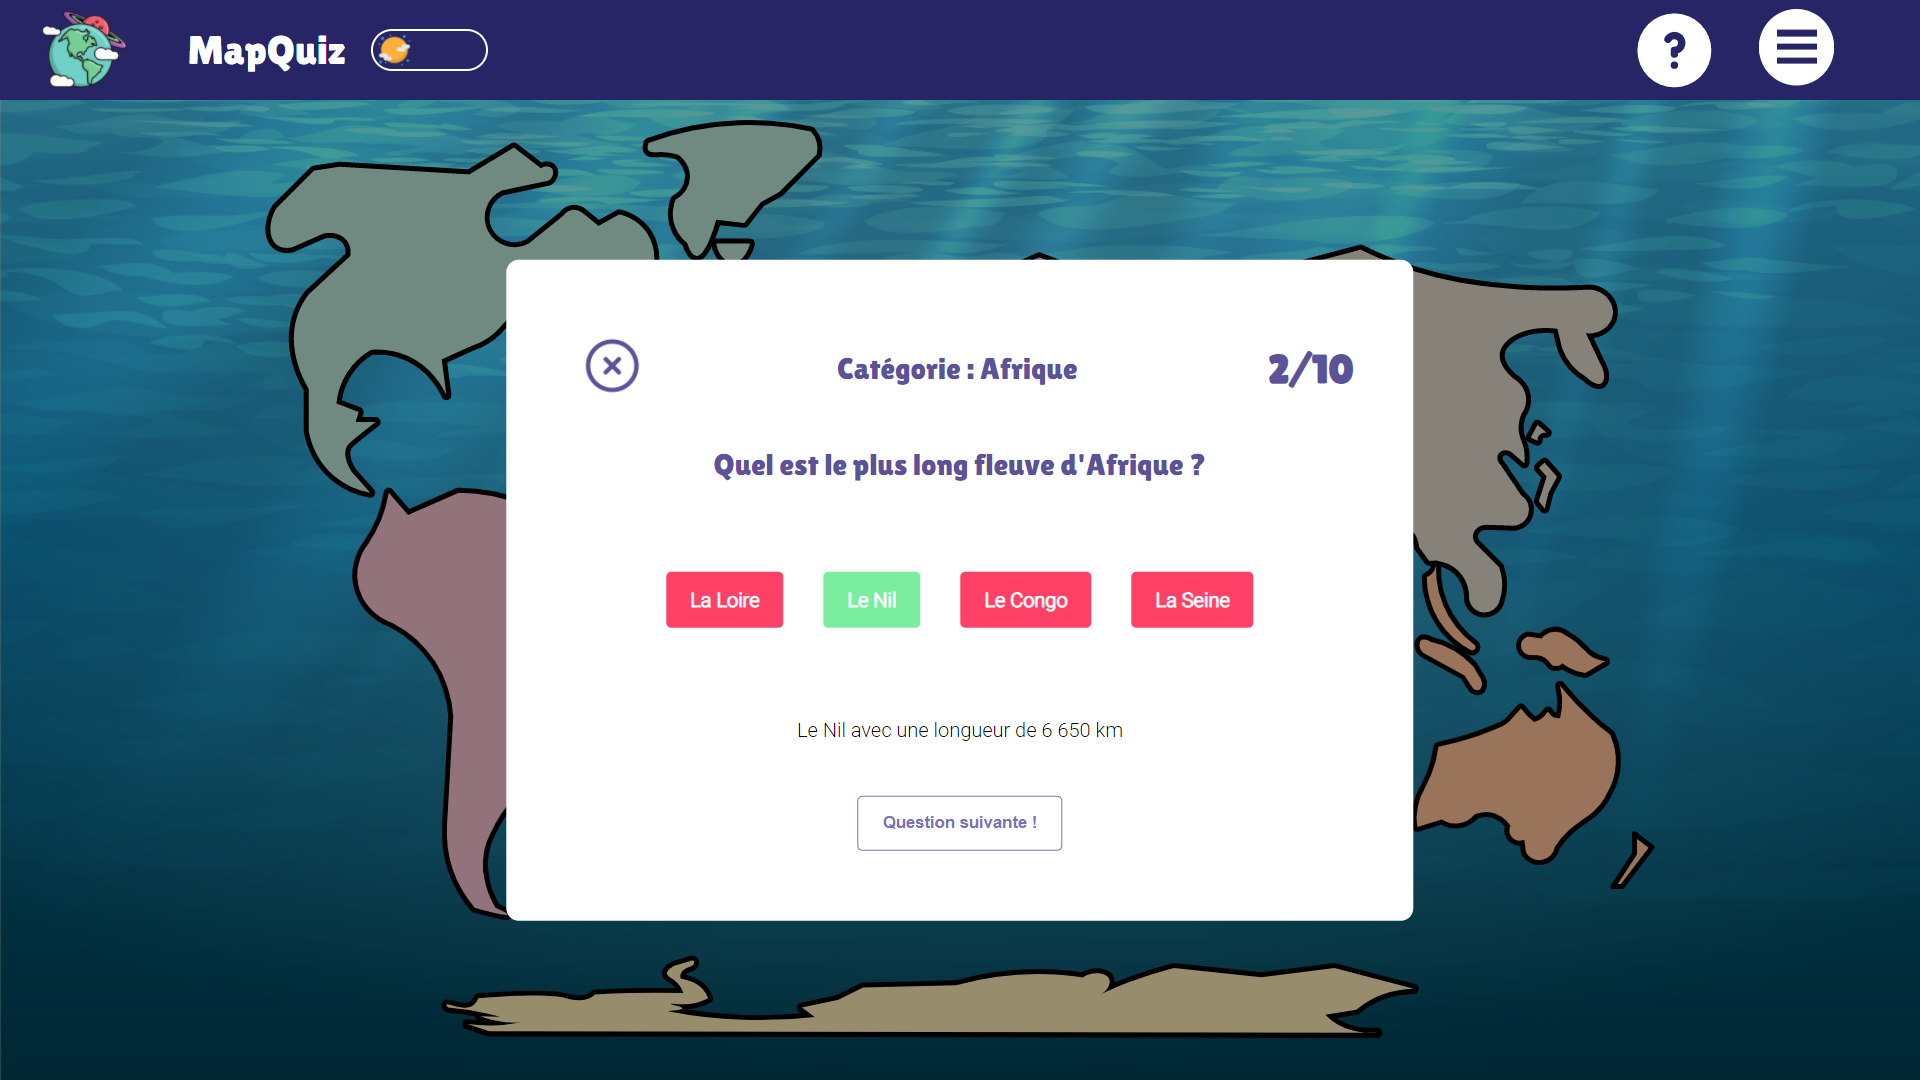 MapQuiz
?
Catégorie : Afrique
2/10
Quel est le plus long fleuve d'Afrique ?
La Loire
Le Nil
Le Congo
La Seine
Le Nil avec une longueur de 6 650 km
Question suivante !